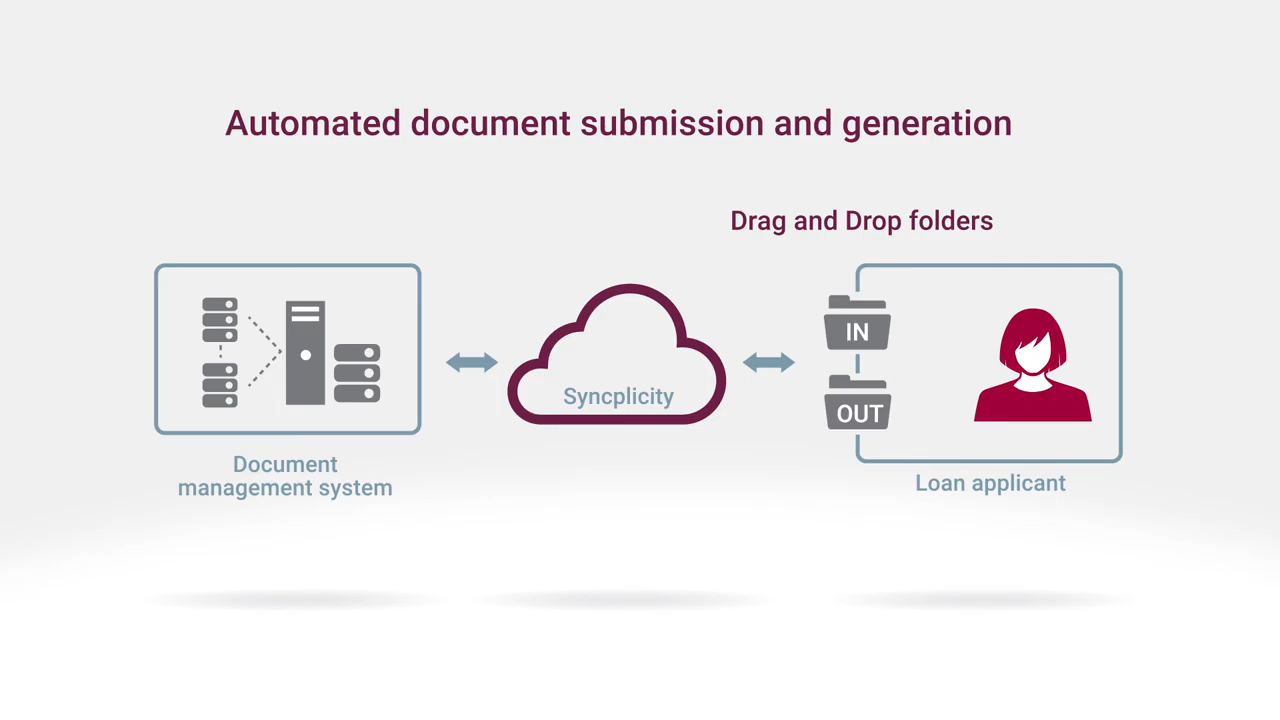 Automated document submission and generation
Drag and Drop folders
IN
OUT
Syncplicity
Document
management system
Loan applicant